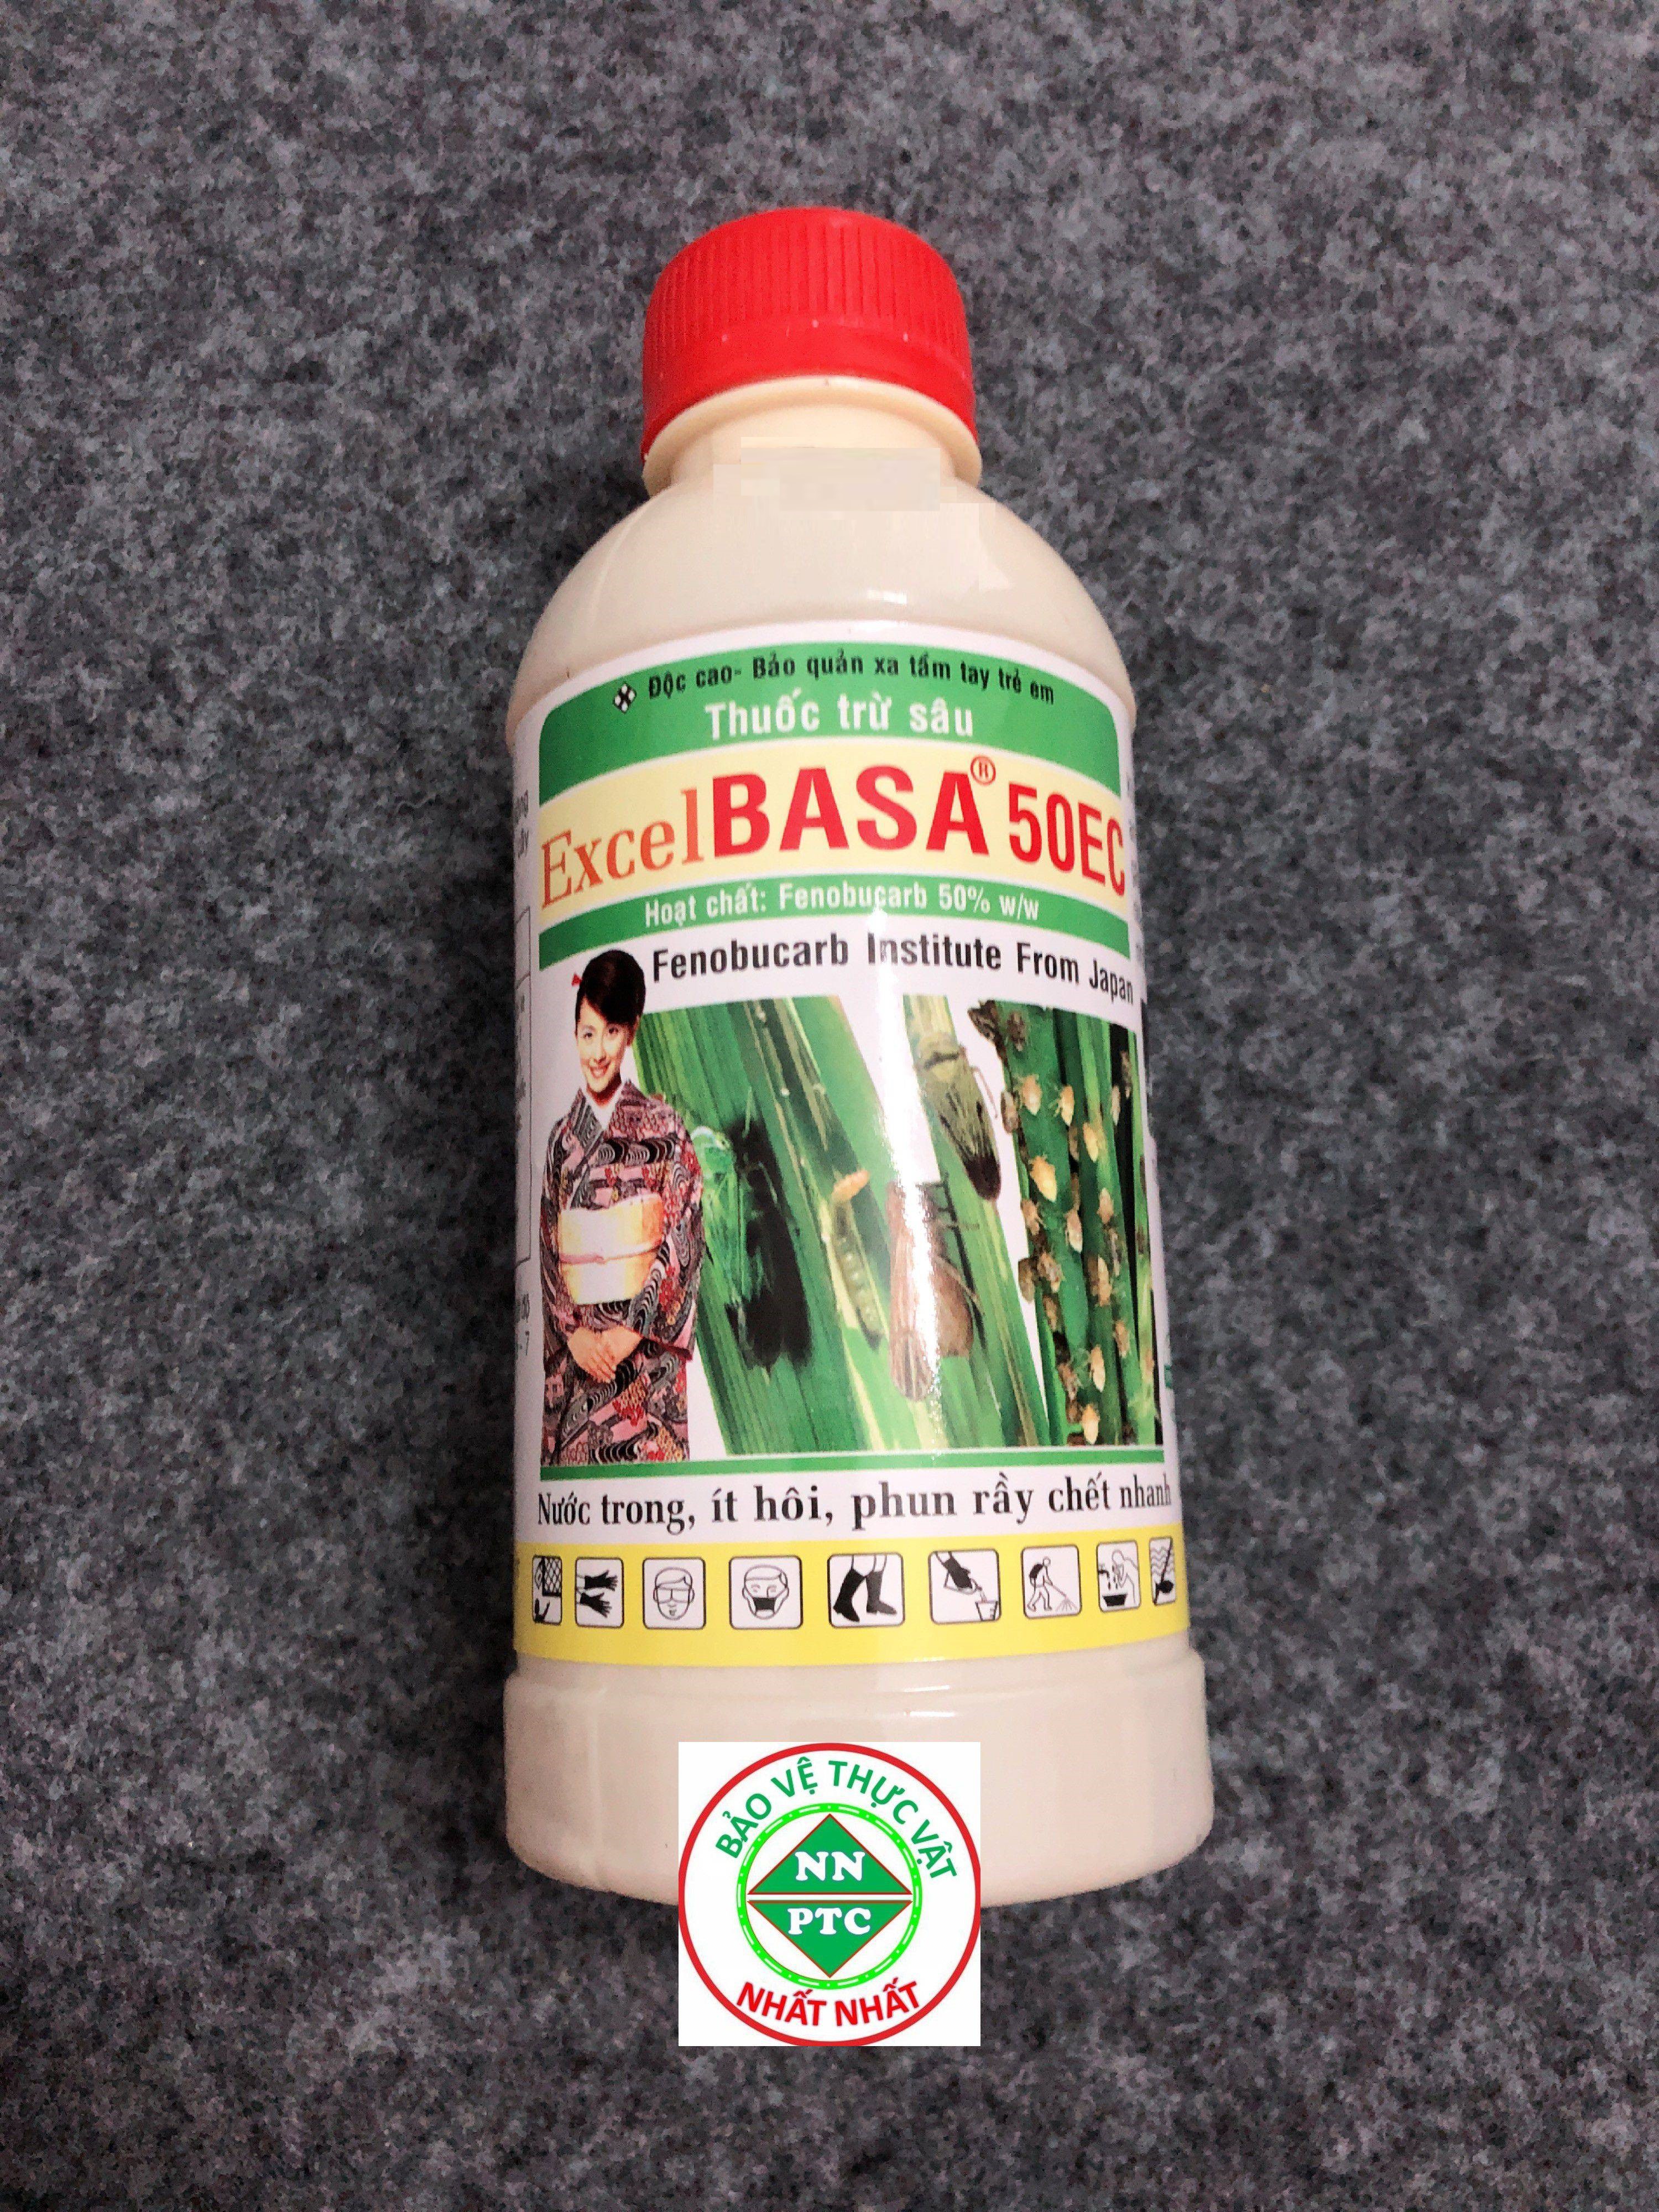 Độc cao- Bảo quản xa tầm tay trẻ em
Thuốc trừ sâu
ExcelBASA® 50EC
Hoạt chất: Fenobucarb 50% w/w
Fenobucarb Institute From Japan
Nước trong, ít hôi, phun rầy chết nhanh
BẢO VỆ THỰC VẬT
NN
PTC
NHẤT NHẤT